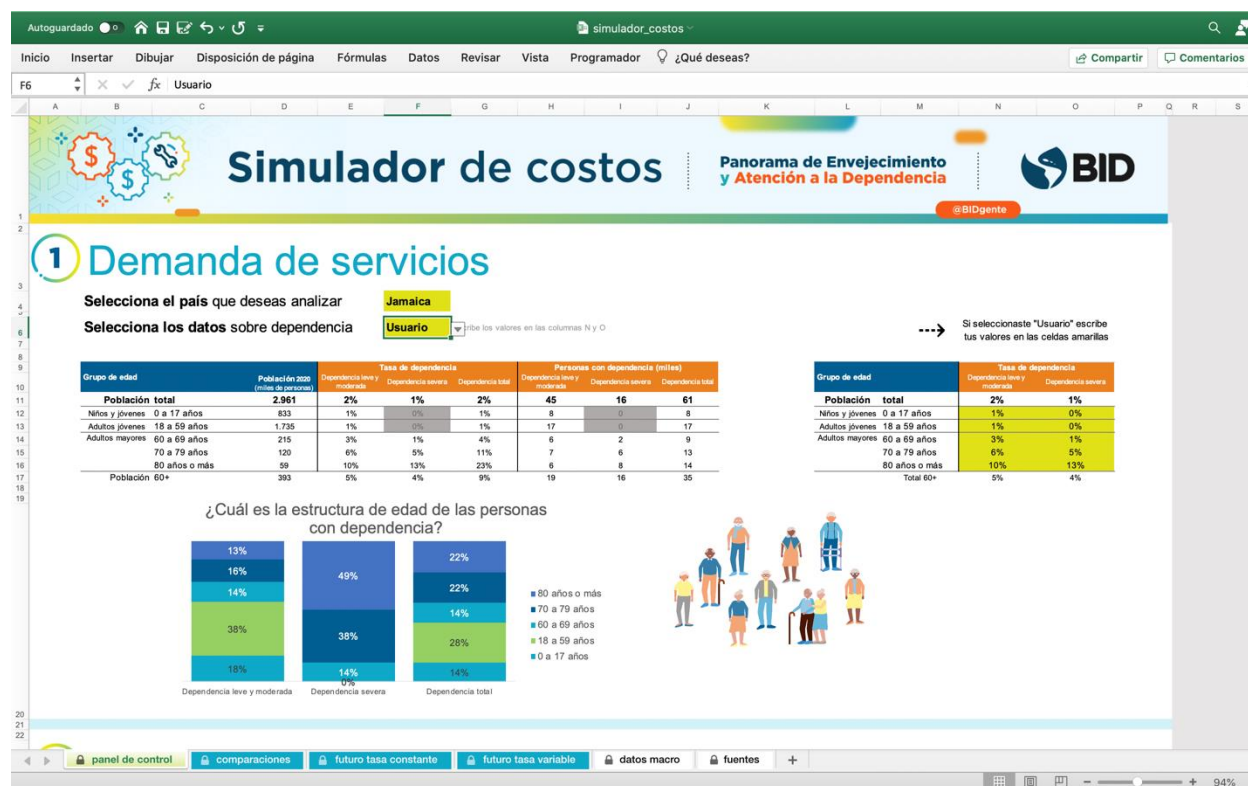 Autoguardado
simulador_costos
Inicio Insertar Dibujar Disposición de página Fórmulas Datos Revisar Vista Programador ¿Qué deseas? Compartir Comentarios
F6 fx Usuario
A B C D E F G H I J K L M N O P Q R S
Simulador de costos
Panorama de Envejecimiento
y Atención a la Dependencia
BID
@BIDgente
1 Demanda de servicios
Selecciona el país que deseas analizar Jamaica
Selecciona los datos sobre dependencia Usuario
los valores en las columnas N y O
Si seleccionaste "Usuario" escribe
tus valores en las celdas amarillas
Tasa de dependencia Personas con dependencia (miles)
Grupo de edad Población 2020 (miles de personas) Dependencia leve y moderada Dependencia severa Dependencia total Dependencia leve y moderada Dependencia severa Dependencia total
Población total 2.961 2% 1% 2% 45 16 61
Niños y jóvenes 0 a 17 años 833 1% 0% 1% 8 0 8
Adultos jóvenes 18 a 59 años 1.735 1% 0% 1% 17 0 17
Adultos mayores 60 a 69 años 215 3% 1% 4% 6 2 9
70 a 79 años 120 6% 5% 11% 7 6 13
80 años o más 59 10% 13% 23% 6 8 14
Población 60+ 393 5% 4% 9% 19 16 35
Tasa de dependencia
Grupo de edad Dependencia leve y moderada Dependencia severa
Población total 2% 1%
Niños y jóvenes 0 a 17 años 1% 0%
Adultos jóvenes 18 a 59 años 1% 0%
Adultos mayores 60 a 69 años 3% 1%
70 a 79 años 6% 5%
80 años o más 10% 13%
Total 60+ 5% 4%
¿Cuál es la estructura de edad de las personas
con dependencia?
13% 49% 22%
16% 38% 22%
14% 14% 14%
38% 0% 28%
18% 14%
80 años o más
70 a 79 años
60 a 69 años
18 a 59 años
0 a 17 años
Dependencia leve y moderada Dependencia severa Dependencia total
panel de control comparaciones futuro tasa constante futuro tasa variable datos macro fuentes +
94%